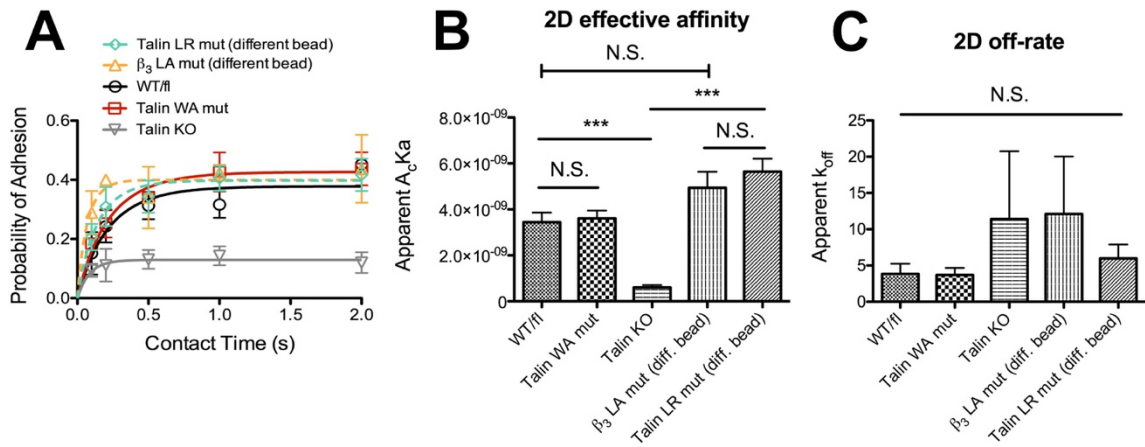 A
Talin LR mut (different bead)
β₃ LA mut (different bead)
WT/fl
Talin WA mut
Talin KO
Probability of Adhesion
0.6
0.4
0.2
0.0
0.0
0.5
1.0
1.5
2.0
Contact Time (s)
B
2D effective affinity
N.S.
***
***
N.S.
N.S.
Apparent AcKa
8.0×10⁻⁰⁹
6.0×10⁻⁰⁹
4.0×10⁻⁰⁹
2.0×10⁻⁰⁹
0
WT/fl
Talin WA mut
Talin KO
β₃ LA mut (diff. bead)
Talin LR mut (diff. bead)
C
2D off-rate
N.S.
Apparent koff
25
20
15
10
5
0
WT/fl
Talin WA mut
Talin KO
β₃ LA mut (diff. bead)
Talin LR mut (diff. bead)